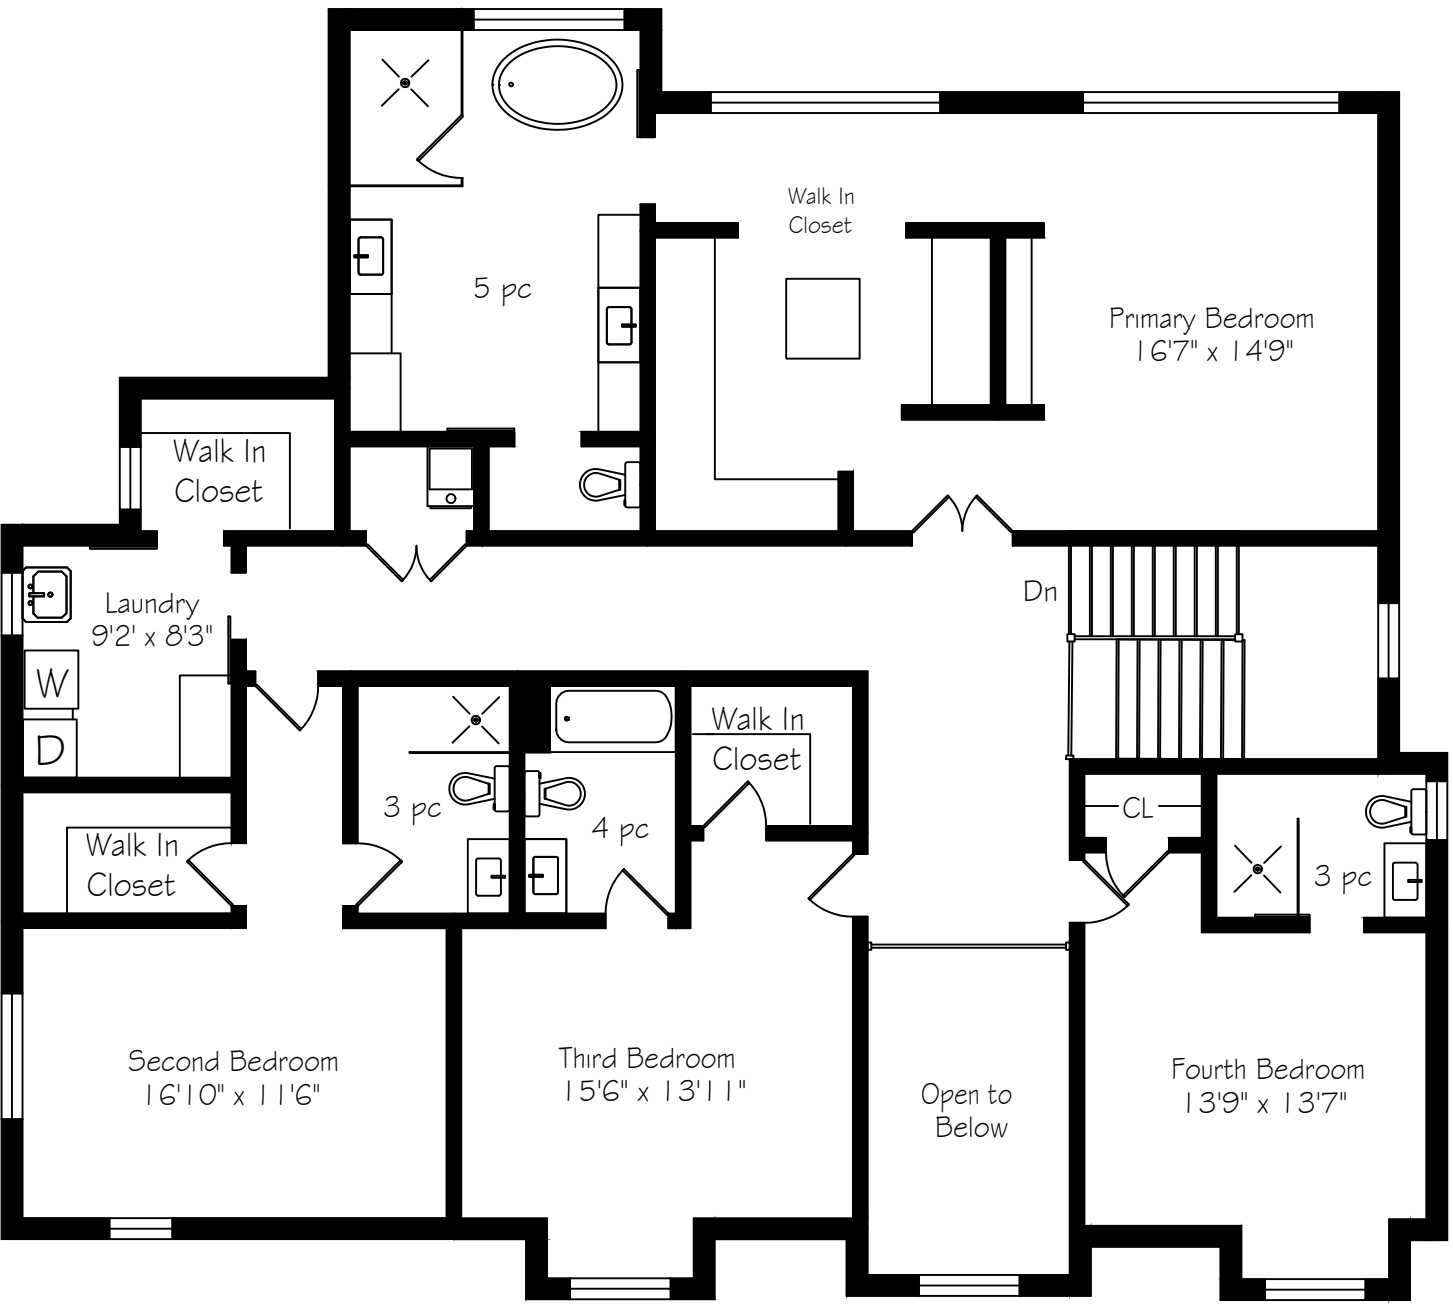 Walk In
Closet
5 pc
Primary Bedroom
16'7" x 14'9"
Walk In
Closet
Dn
Laundry
9'2' x 8'3"
W
D
Walk In
Closet
3 pc
4 pc
CL
Walk In
Closet
3 pc
Second Bedroom
16'10" x 11'6"
Third Bedroom
15'6" x 13'11"
Open to
Below
Fourth Bedroom
13'9" x 13'7"